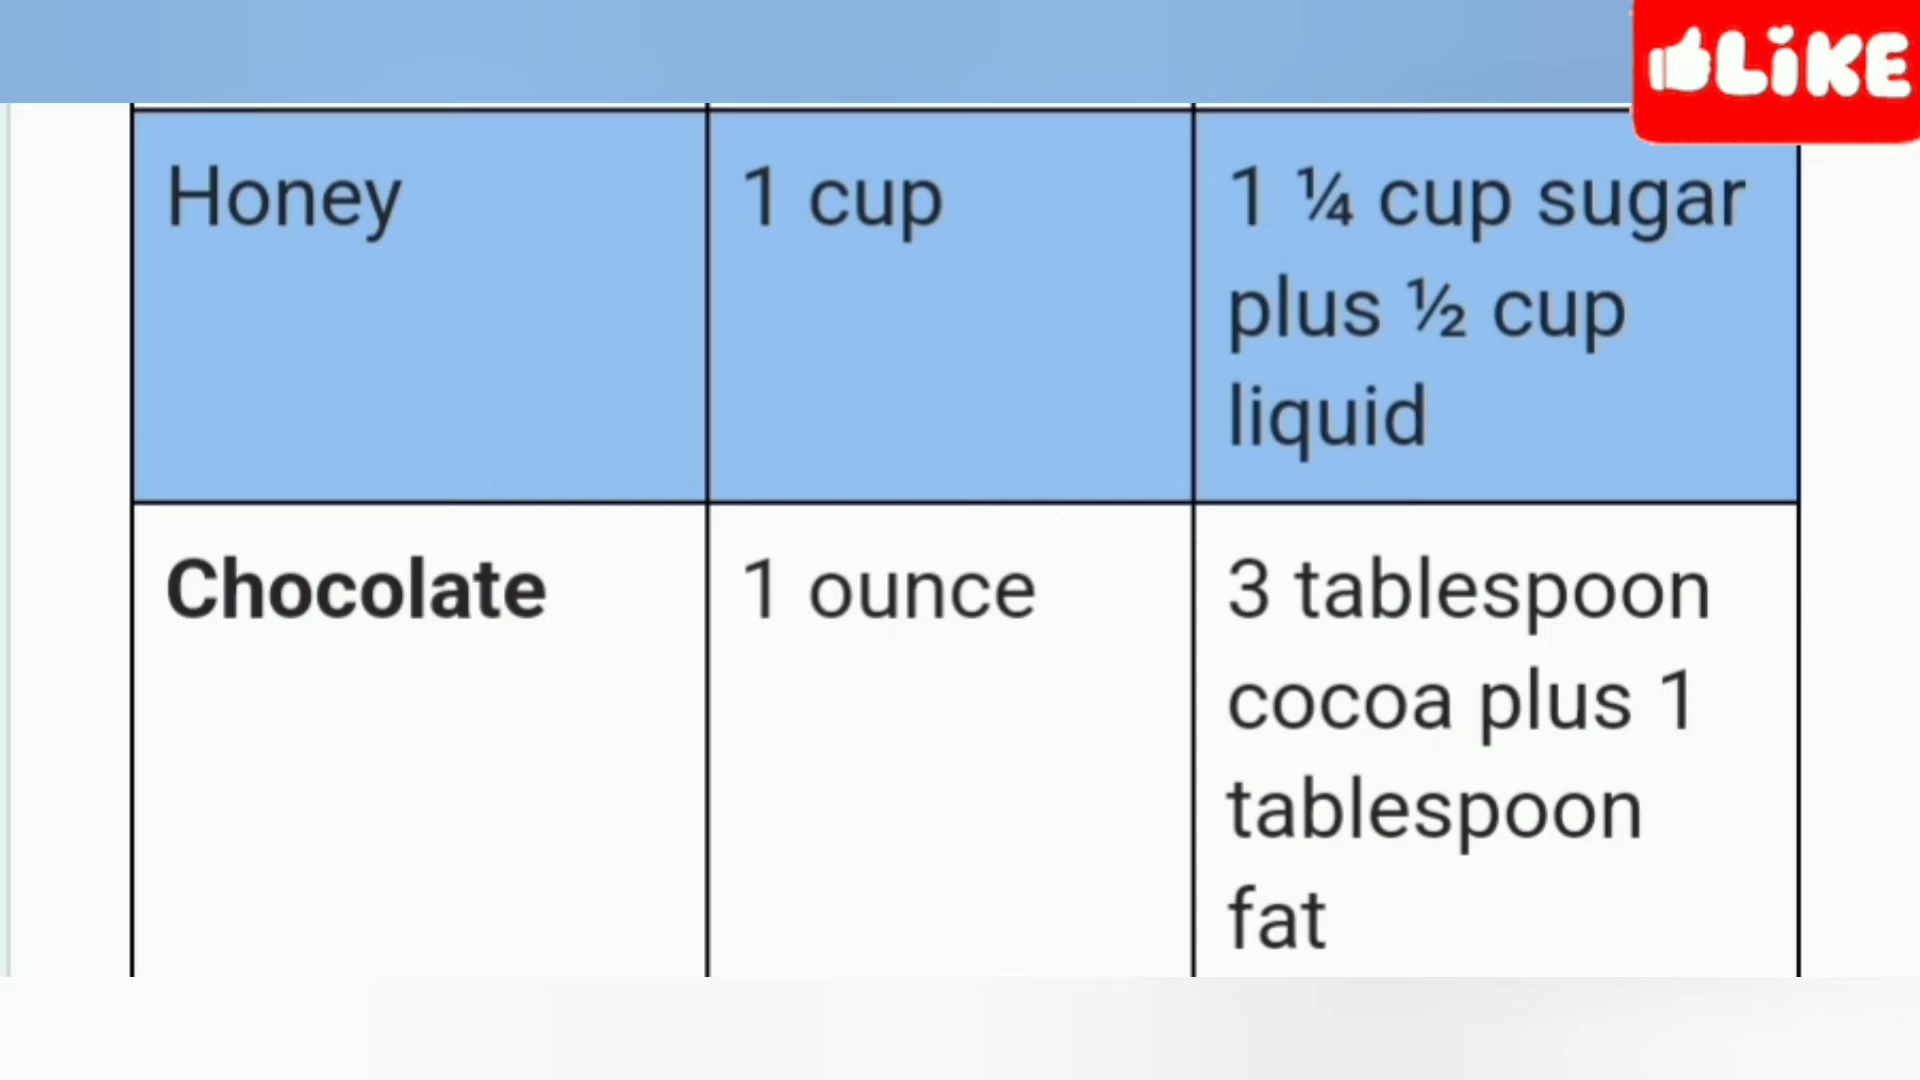 LiKE
Honey
1 cup
1 ¼ cup sugar
plus ½ cup
liquid
Chocolate
1 ounce
3 tablespoon
cocoa plus 1
tablespoon
fat